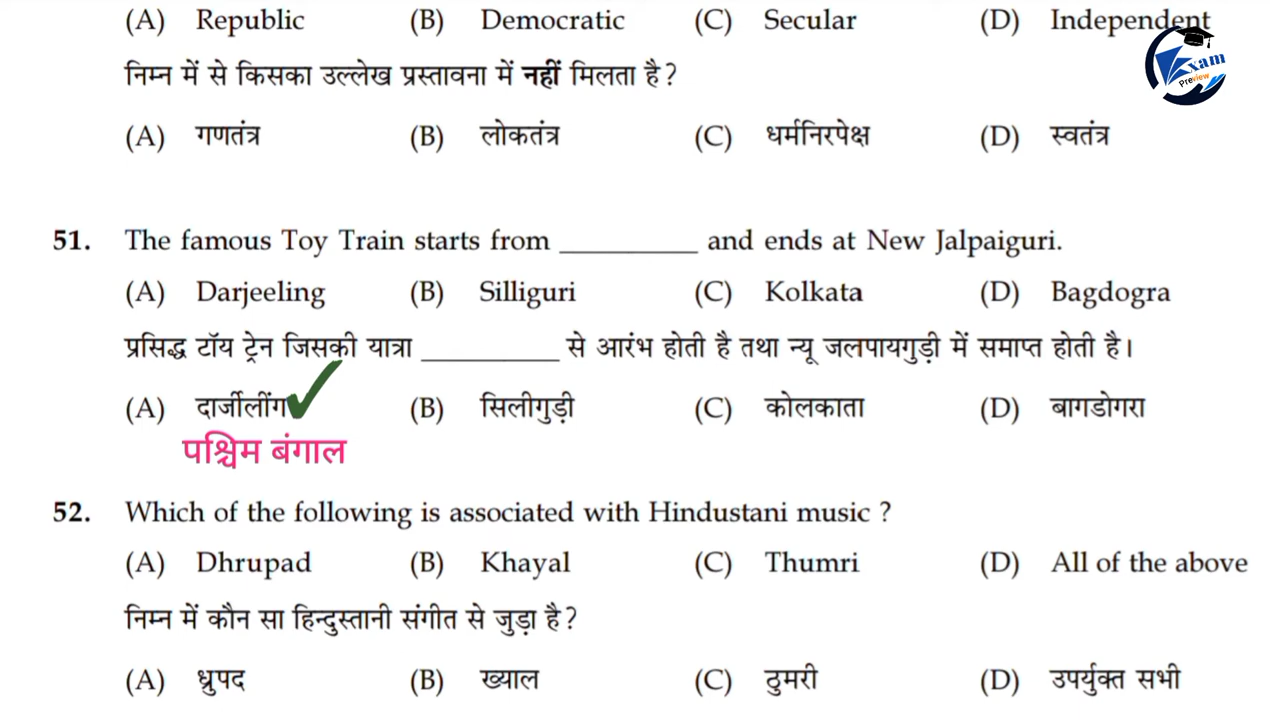 (A) Republic (B) Democratic (C) Secular (D) Independent
निम्न में से किसका उल्लेख प्रस्तावना में नहीं मिलता है?
(A) गणतंत्र (B) लोकतंत्र (C) धर्मनिरपेक्ष (D) स्वतंत्र
Exam
Preview
51. The famous Toy Train starts from __________ and ends at New Jalpaiguri.
(A) Darjeeling (B) Silliguri (C) Kolkata (D) Bagdogra
प्रसिद्ध टॉय ट्रेन जिसकी यात्रा __________ से आरंभ होती है तथा न्यू जलपायगुड़ी में समाप्त होती है।
(A) दार्जीलींग (B) सिलीगुड़ी (C) कोलकाता (D) बागडोगरा
पश्चिम बंगाल
52. Which of the following is associated with Hindustani music ?
(A) Dhrupad (B) Khayal (C) Thumri (D) All of the above
निम्न में कौन सा हिन्दुस्तानी संगीत से जुड़ा है?
(A) ध्रुपद (B) ख्याल (C) ठुमरी (D) उपर्युक्त सभी